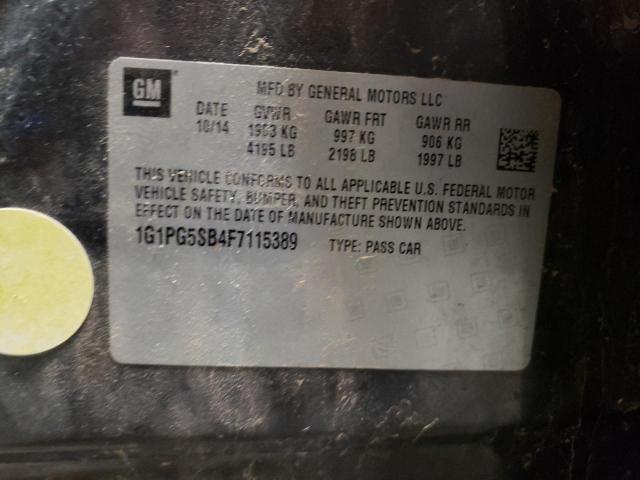 GM
MFD BY GENERAL MOTORS LLC
DATE GVWR GAWR FRT GAWR RR
10/14 1903 KG 997 KG 906 KG
4195 LB 2198 LB 1997 LB
THIS VEHICLE CONFORMS TO ALL APPLICABLE U.S. FEDERAL MOTOR
VEHICLE SAFETY, BUMPER, AND THEFT PREVENTION STANDARDS IN
EFFECT ON THE DATE OF MANUFACTURE SHOWN ABOVE.
1G1PG5SB4F7115389 TYPE: PASS CAR